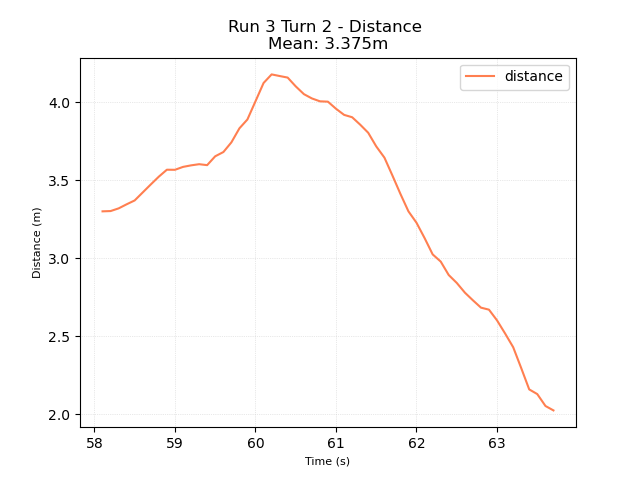 Run 3 Turn 2 - Distance
Mean: 3.375m
distance
4.0
3.5
3.0
2.5
2.0
Distance (m)
58 59 60 61 62 63
Time (s)